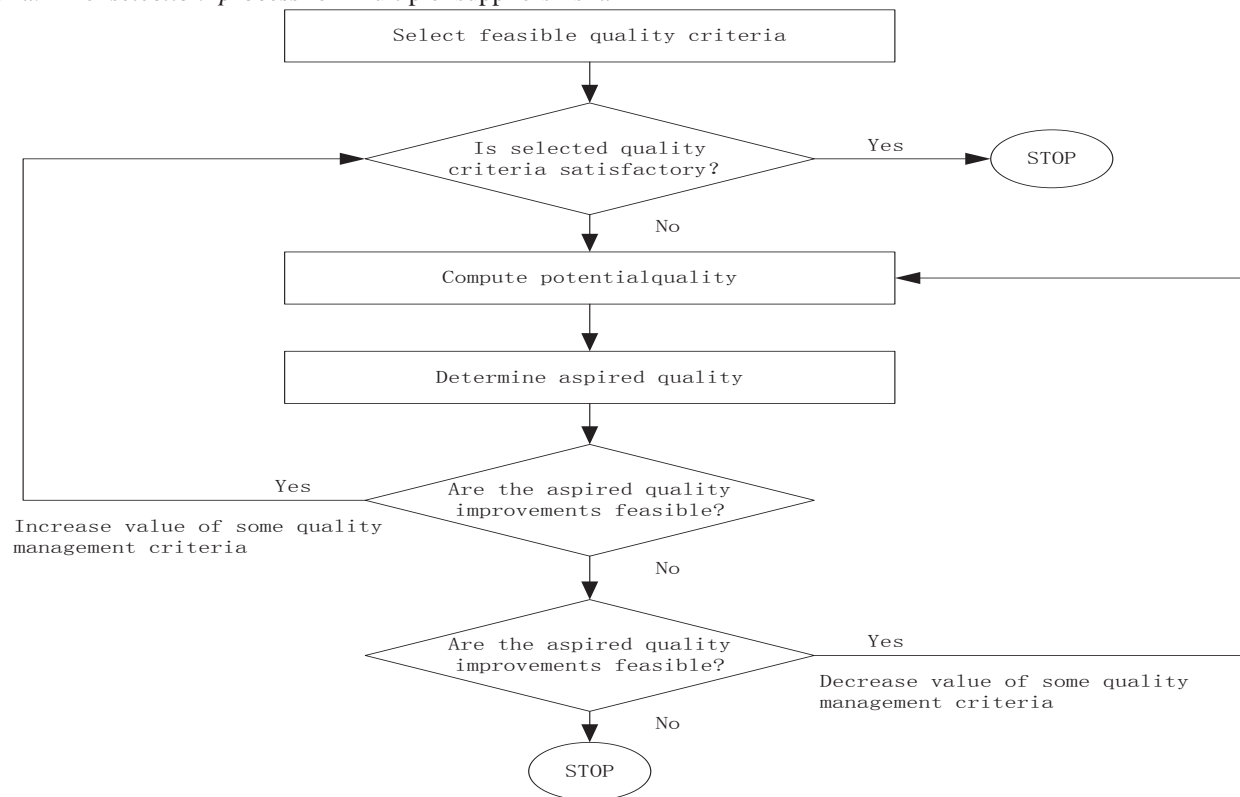 Select feasible quality criteria
Is selected quality
criteria satisfactory?
Yes
STOP
No
Compute potentialquality
Determine aspired quality
Yes
Are the aspired quality
improvements feasible?
Increase value of some quality
management criteria
No
Are the aspired quality
improvements feasible?
Yes
Decrease value of some quality
management criteria
No
STOP